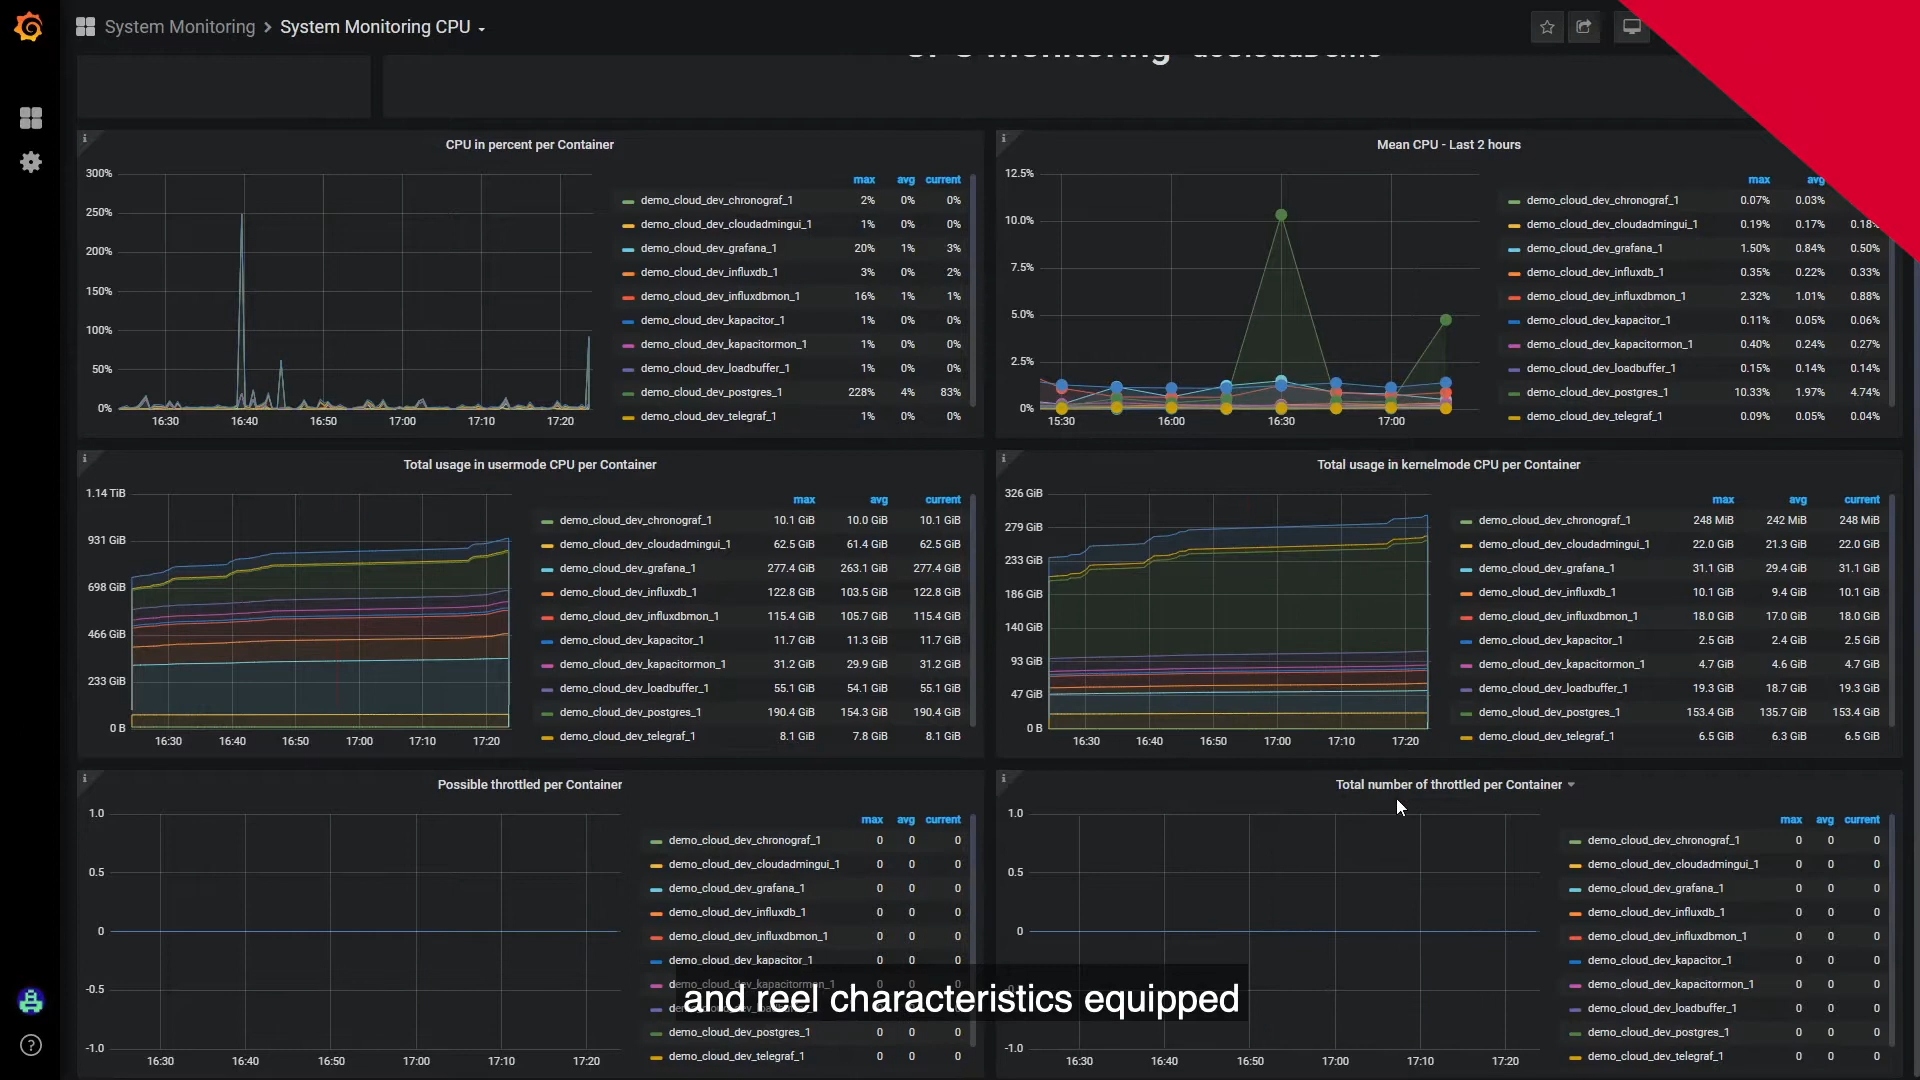 System Monitoring > System Monitoring CPU
CPU in percent per Container
300%
250%
200%
150%
100%
50%
0%
16:30 16:40 16:50 17:00 17:10 17:20
max avg current
demo_cloud_dev_chronograf_1 2% 0% 0%
demo_cloud_dev_cloudadmingui_1 1% 0% 0%
demo_cloud_dev_grafana_1 20% 1% 3%
demo_cloud_dev_influxdb_1 3% 0% 2%
demo_cloud_dev_influxdbmon_1 16% 1% 1%
demo_cloud_dev_kapacitor_1 1% 0% 0%
demo_cloud_dev_kapacitormon_1 1% 0% 0%
demo_cloud_dev_loadbuffer_1 1% 0% 0%
demo_cloud_dev_postgres_1 228% 4% 83%
demo_cloud_dev_telegraf_1 1% 0% 0%
Mean CPU - Last 2 hours
12.5%
10.0%
7.5%
5.0%
2.5%
0%
15:30 16:00 16:30 17:00
max avg
demo_cloud_dev_chronograf_1 0.07% 0.03%
demo_cloud_dev_cloudadmingui_1 0.19% 0.17% 0.18%
demo_cloud_dev_grafana_1 1.50% 0.84% 0.50%
demo_cloud_dev_influxdb_1 0.35% 0.22% 0.33%
demo_cloud_dev_influxdbmon_1 2.32% 1.01% 0.88%
demo_cloud_dev_kapacitor_1 0.11% 0.05% 0.06%
demo_cloud_dev_kapacitormon_1 0.40% 0.24% 0.27%
demo_cloud_dev_loadbuffer_1 0.15% 0.14% 0.14%
demo_cloud_dev_postgres_1 10.33% 1.97% 4.74%
demo_cloud_dev_telegraf_1 0.09% 0.05% 0.04%
Total usage in usermode CPU per Container
1.14 TiB
931 GiB
698 GiB
466 GiB
233 GiB
0 B
16:30 16:40 16:50 17:00 17:10 17:20
max avg current
demo_cloud_dev_chronograf_1 10.1 GiB 10.0 GiB 10.1 GiB
demo_cloud_dev_cloudadmingui_1 62.5 GiB 61.4 GiB 62.5 GiB
demo_cloud_dev_grafana_1 277.4 GiB 263.1 GiB 277.4 GiB
demo_cloud_dev_influxdb_1 122.8 GiB 103.5 GiB 122.8 GiB
demo_cloud_dev_influxdbmon_1 115.4 GiB 105.7 GiB 115.4 GiB
demo_cloud_dev_kapacitor_1 11.7 GiB 11.3 GiB 11.7 GiB
demo_cloud_dev_kapacitormon_1 31.2 GiB 29.9 GiB 31.2 GiB
demo_cloud_dev_loadbuffer_1 55.1 GiB 54.1 GiB 55.1 GiB
demo_cloud_dev_postgres_1 190.4 GiB 154.3 GiB 190.4 GiB
demo_cloud_dev_telegraf_1 8.1 GiB 7.8 GiB 8.1 GiB
Total usage in kernelmode CPU per Container
326 GiB
279 GiB
233 GiB
186 GiB
140 GiB
93 GiB
47 GiB
0 B
16:30 16:40 16:50 17:00 17:10 17:20
max avg current
demo_cloud_dev_chronograf_1 248 MiB 242 MiB 248 MiB
demo_cloud_dev_cloudadmingui_1 22.0 GiB 21.3 GiB 22.0 GiB
demo_cloud_dev_grafana_1 31.1 GiB 29.4 GiB 31.1 GiB
demo_cloud_dev_influxdb_1 10.1 GiB 9.4 GiB 10.1 GiB
demo_cloud_dev_influxdbmon_1 18.0 GiB 17.0 GiB 18.0 GiB
demo_cloud_dev_kapacitor_1 2.5 GiB 2.4 GiB 2.5 GiB
demo_cloud_dev_kapacitormon_1 4.7 GiB 4.6 GiB 4.7 GiB
demo_cloud_dev_loadbuffer_1 19.3 GiB 18.7 GiB 19.3 GiB
demo_cloud_dev_postgres_1 153.4 GiB 135.7 GiB 153.4 GiB
demo_cloud_dev_telegraf_1 6.5 GiB 6.3 GiB 6.5 GiB
Possible throttled per Container
1.0
0.5
0
-0.5
-1.0
16:30 16:40 16:50 17:00 17:10 17:20
max avg current
demo_cloud_dev_chronograf_1 0 0 0
demo_cloud_dev_cloudadmingui_1 0 0 0
demo_cloud_dev_grafana_1 0 0 0
demo_cloud_dev_influxdb_1 0 0 0
demo_cloud_dev_influxdbmon_1 0 0 0
demo_cloud_dev_kapacitor_1 0 0 0
demo_cloud_dev_kapacitormon_1 0 0 0
demo_cloud_dev_postgres_1 0 0 0
demo_cloud_dev_telegraf_1 0 0 0
Total number of throttled per Container
1.0
0.5
0
-1.0
16:30 16:40 16:50 17:00 17:10 17:20
max avg current
demo_cloud_dev_chronograf_1 0 0 0
demo_cloud_dev_cloudadmingui_1 0 0 0
demo_cloud_dev_grafana_1 0 0 0
demo_cloud_dev_influxdb_1 0 0 0
demo_cloud_dev_influxdbmon_1 0 0 0
demo_cloud_dev_kapacitor_1 0 0 0
demo_cloud_dev_kapacitormon_1 0 0 0
demo_cloud_dev_loadbuffer_1 0 0 0
demo_cloud_dev_postgres_1 0 0 0
demo_cloud_dev_telegraf_1 0 0 0
and reel characteristics equipped